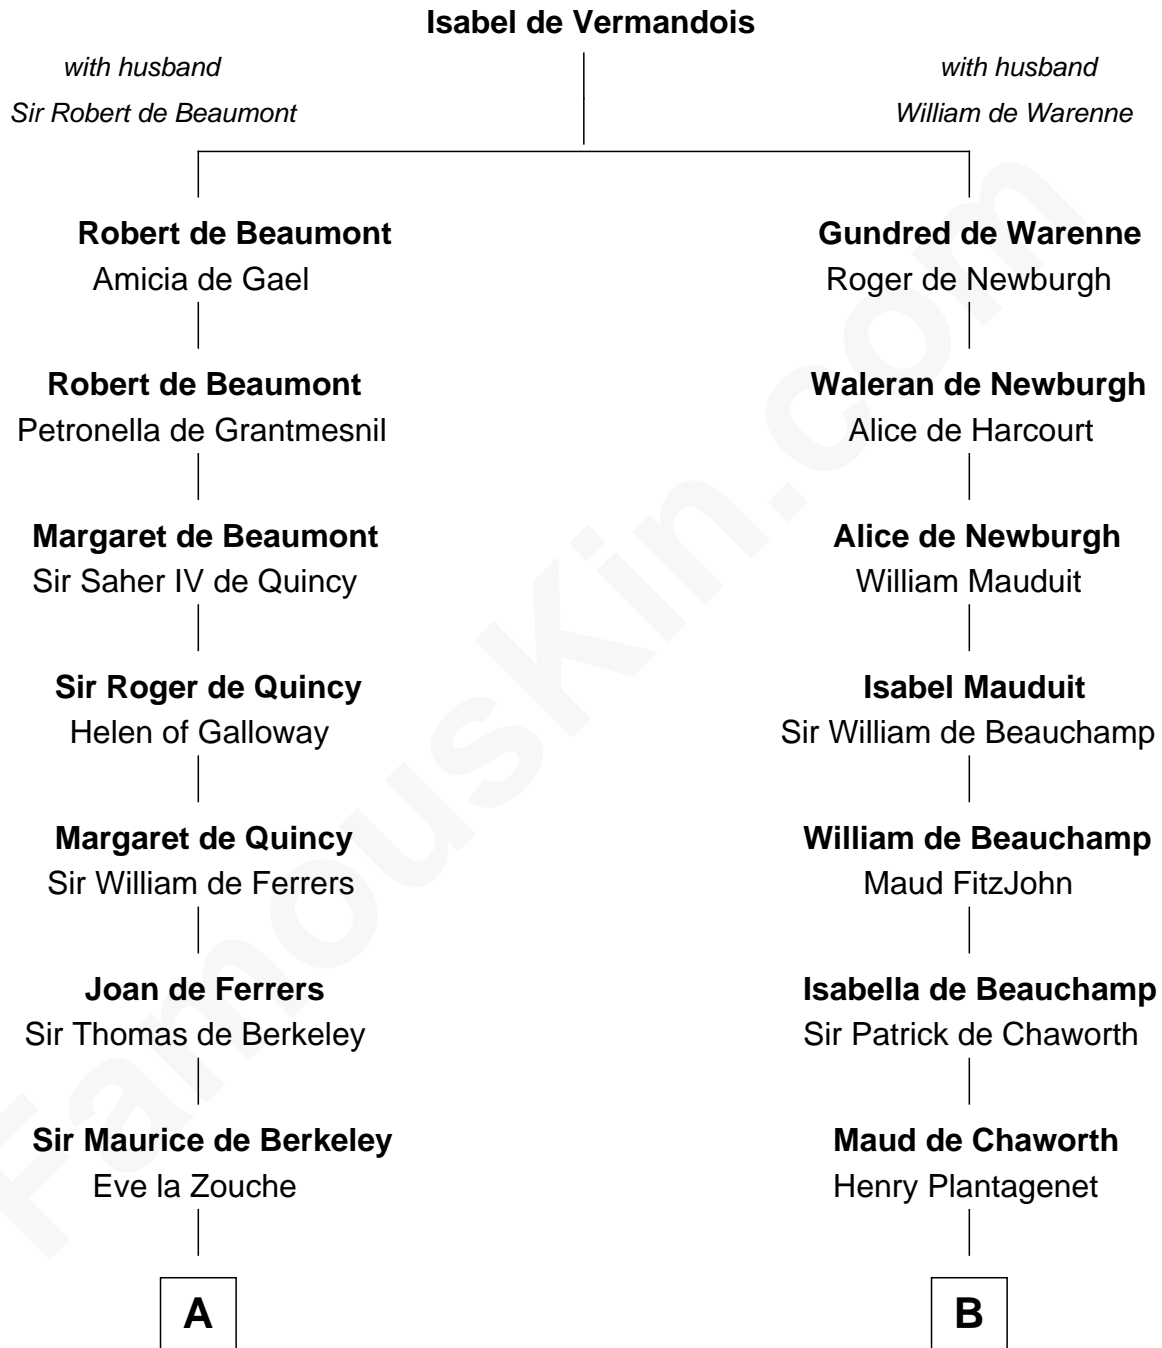 Isabel de Vermandois
with husband
Sir Robert de Beaumont
with husband
William de Warenne
Robert de Beaumont
Amicia de Gael
Gundred de Warenne
Roger de Newburgh
Robert de Beaumont
Petronella de Grantmesnil
Waleran de Newburgh
Alice de Harcourt
Margaret de Beaumont
Sir Saher IV de Quincy
Alice de Newburgh
William Mauduit
Sir Roger de Quincy
Helen of Galloway
Isabel Mauduit
Sir William de Beauchamp
Margaret de Quincy
Sir William de Ferrers
William de Beauchamp
Maud FitzJohn
Joan de Ferrers
Sir Thomas de Berkeley
Isabella de Beauchamp
Sir Patrick de Chaworth
Sir Maurice de Berkeley
Eve la Zouche
Maud de Chaworth
Henry Plantagenet
A
B
FamousKin.com